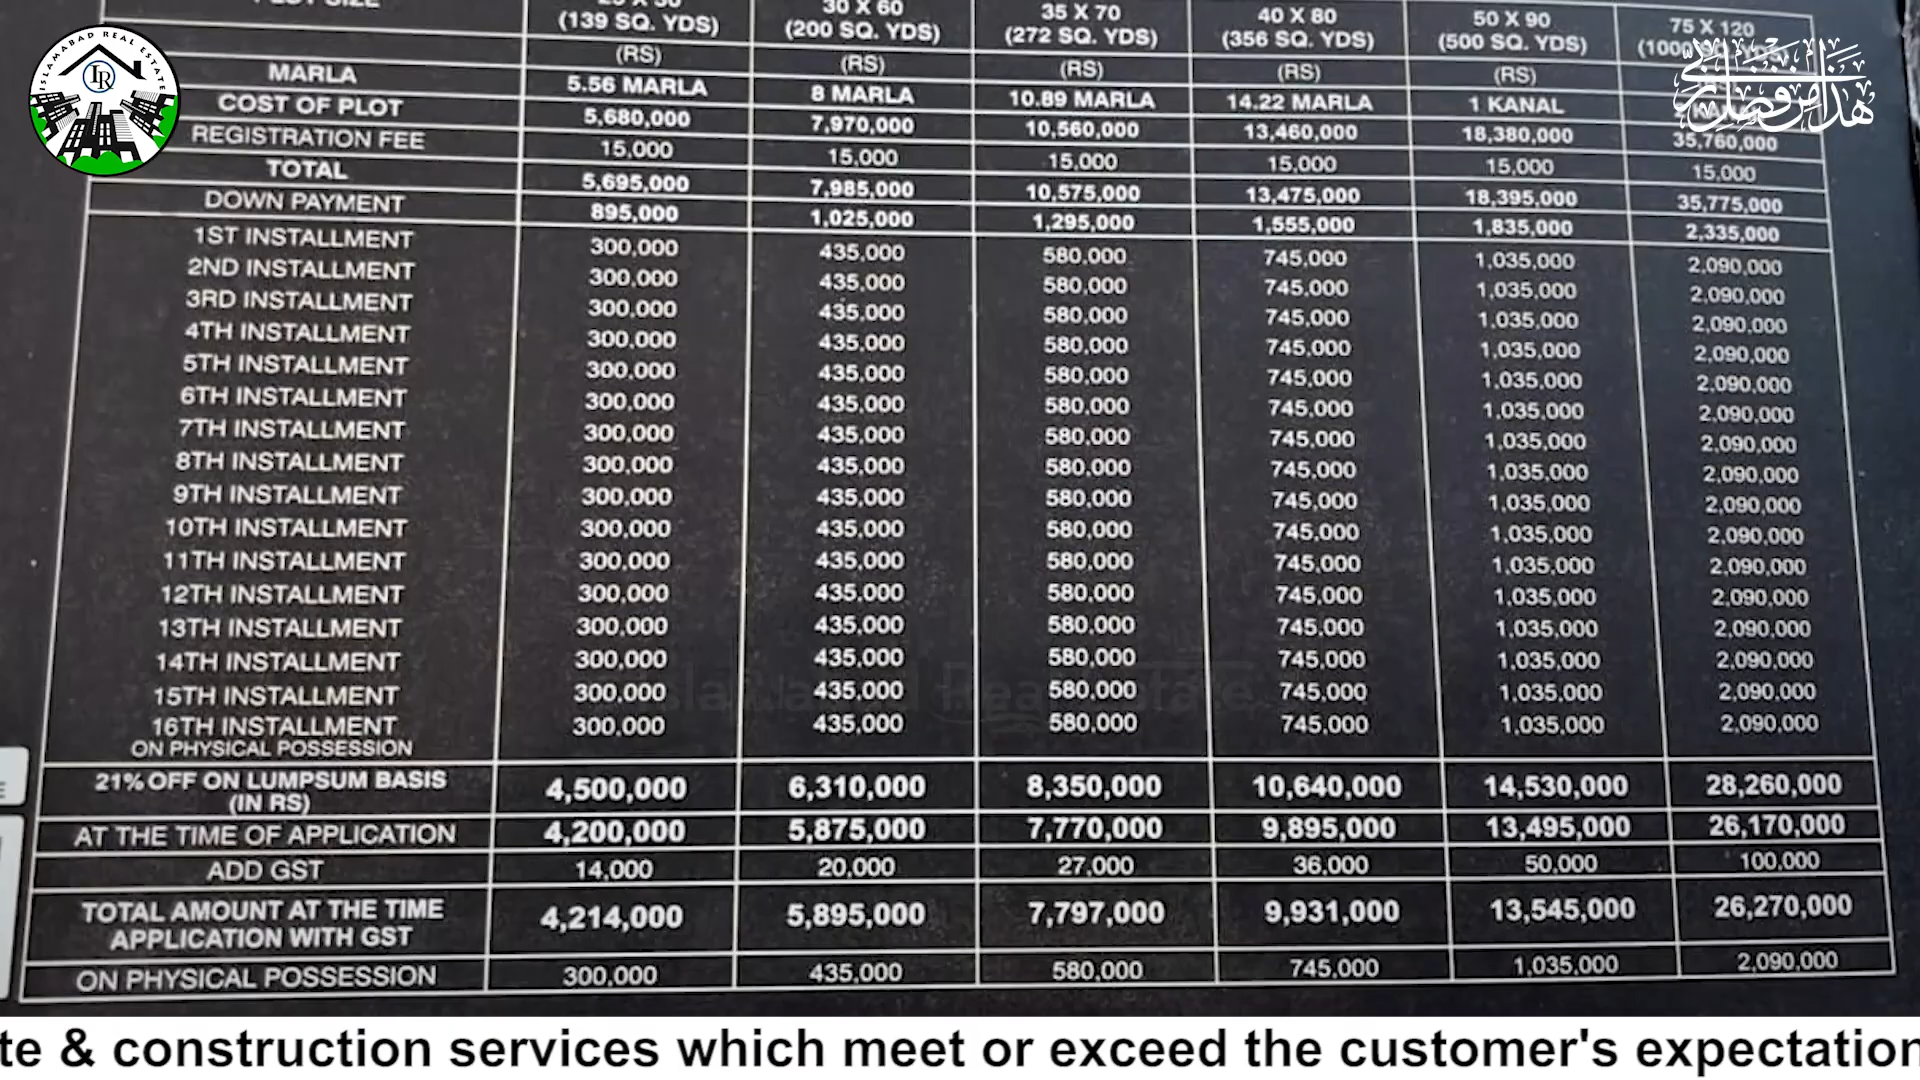 ISLAMABAD REAL ESTATE
IR
هذا من فضل ربي
PLOT SIZE 30 X 60 35 X 70 40 X 80 50 X 90 75 X 120
(139 SQ. YDS) (200 SQ. YDS) (272 SQ. YDS) (356 SQ. YDS) (500 SQ. YDS)
(RS) (RS) (RS) (RS) (RS)
MARLA 5.56 MARLA 8 MARLA 10.89 MARLA 14.22 MARLA 1 KANAL
COST OF PLOT 5,680,000 7,970,000 10,560,000 13,460,000 18,380,000 35,760,000
REGISTRATION FEE 15,000 15,000 15,000 15,000 15,000 15,000
TOTAL 5,695,000 7,985,000 10,575,000 13,475,000 18,395,000 35,775,000
DOWN PAYMENT 895,000 1,025,000 1,295,000 1,555,000 1,835,000 2,335,000
1ST INSTALLMENT 300,000 435,000 580,000 745,000 1,035,000 2,090,000
2ND INSTALLMENT 300,000 435,000 580,000 745,000 1,035,000 2,090,000
3RD INSTALLMENT 300,000 435,000 580,000 745,000 1,035,000 2,090,000
4TH INSTALLMENT 300,000 435,000 580,000 745,000 1,035,000 2,090,000
5TH INSTALLMENT 300,000 435,000 580,000 745,000 1,035,000 2,090,000
6TH INSTALLMENT 300,000 435,000 580,000 745,000 1,035,000 2,090,000
7TH INSTALLMENT 300,000 435,000 580,000 745,000 1,035,000 2,090,000
8TH INSTALLMENT 300,000 435,000 580,000 745,000 1,035,000 2,090,000
9TH INSTALLMENT 300,000 435,000 580,000 745,000 1,035,000 2,090,000
10TH INSTALLMENT 300,000 435,000 580,000 745,000 1,035,000 2,090,000
11TH INSTALLMENT 300,000 435,000 580,000 745,000 1,035,000 2,090,000
12TH INSTALLMENT 300,000 435,000 580,000 745,000 1,035,000 2,090,000
13TH INSTALLMENT 300,000 435,000 580,000 745,000 1,035,000 2,090,000
14TH INSTALLMENT 300,000 435,000 580,000 745,000 1,035,000 2,090,000
15TH INSTALLMENT 300,000 435,000 580,000 745,000 1,035,000 2,090,000
16TH INSTALLMENT 300,000 435,000 580,000 745,000 1,035,000 2,090,000
ON PHYSICAL POSSESSION
21% OFF ON LUMPSUM BASIS
(IN RS) 4,500,000 6,310,000 8,350,000 10,640,000 14,530,000 28,260,000
AT THE TIME OF APPLICATION 4,200,000 5,875,000 7,770,000 9,895,000 13,495,000 26,170,000
ADD GST 14,000 20,000 27,000 36,000 50,000 100,000
TOTAL AMOUNT AT THE TIME
APPLICATION WITH GST 4,214,000 5,895,000 7,797,000 9,931,000 13,545,000 26,270,000
ON PHYSICAL POSSESSION 300,000 435,000 580,000 745,000 1,035,000 2,090,000
te & construction services which meet or exceed the customer's expectation